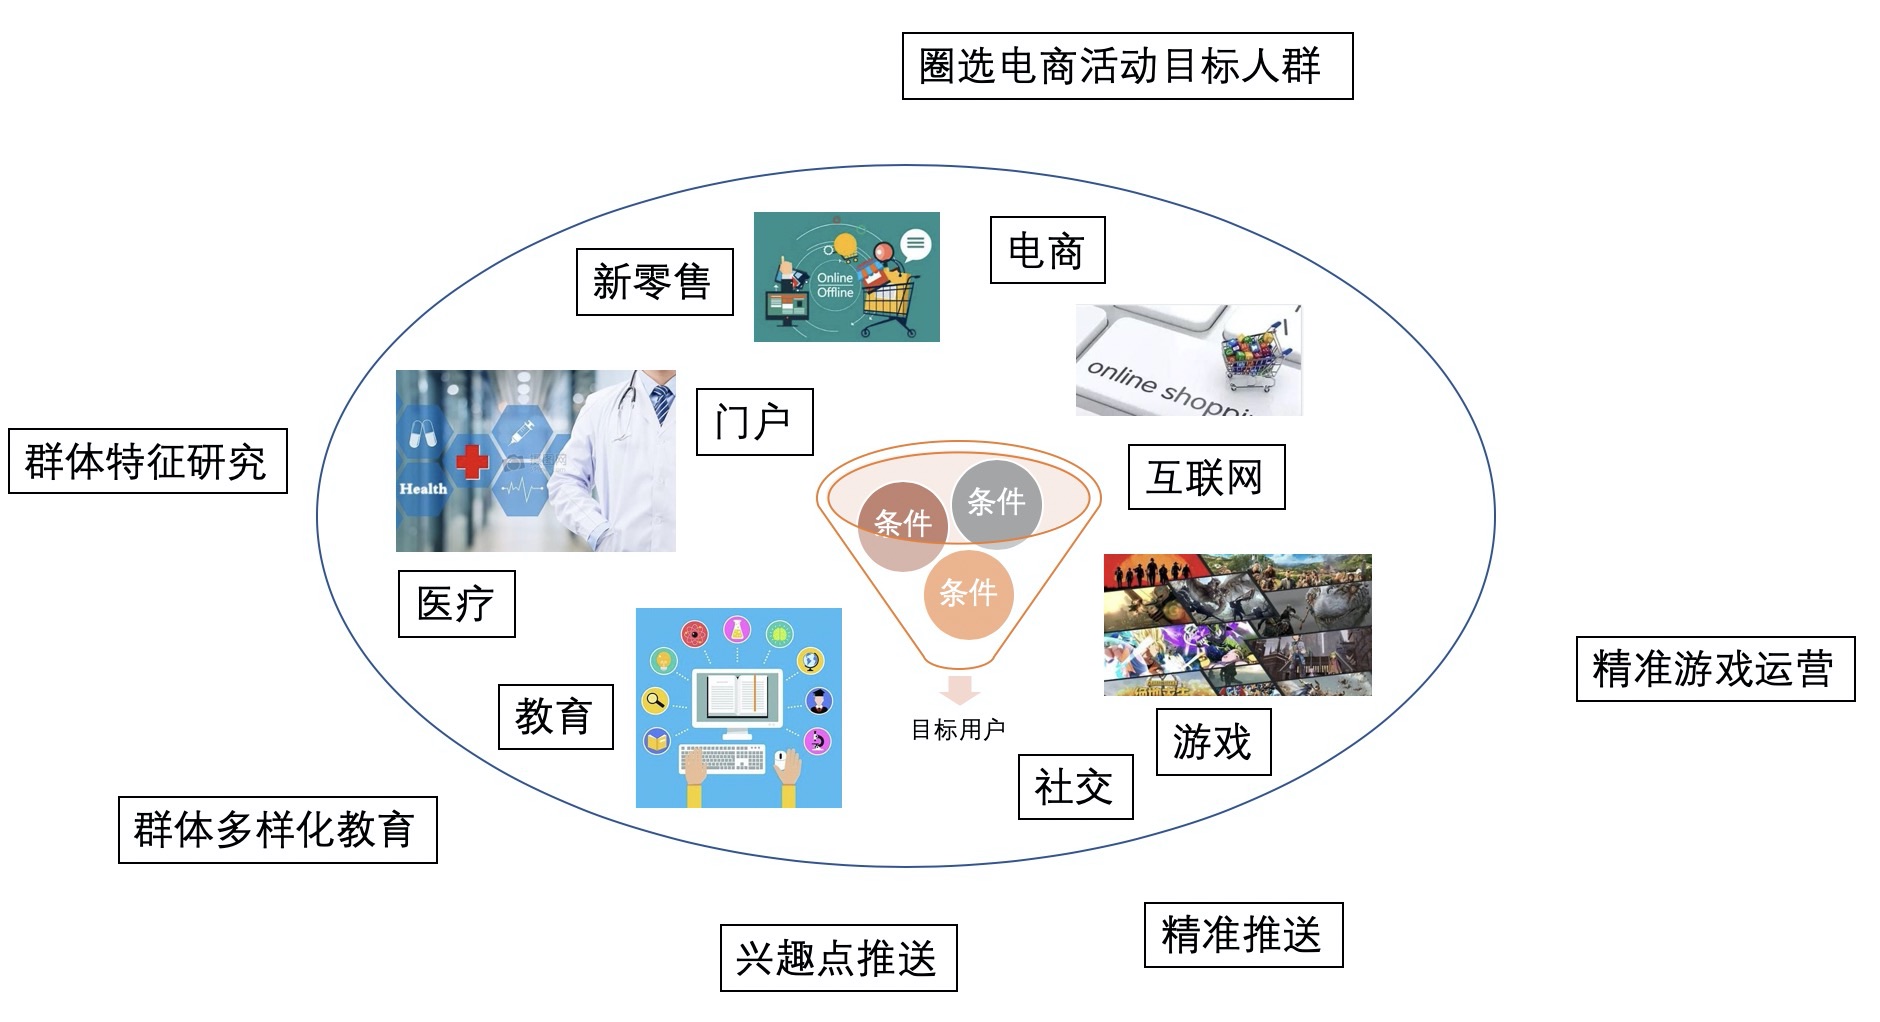 圈选电商活动目标人群
新零售
Online
Offline
电商
online shoppi
门户
Health
群体特征研究
互联网
条件
条件
条件
医疗
目标用户
教育
游戏
社交
精准游戏运营
群体多样化教育
精准推送
兴趣点推送